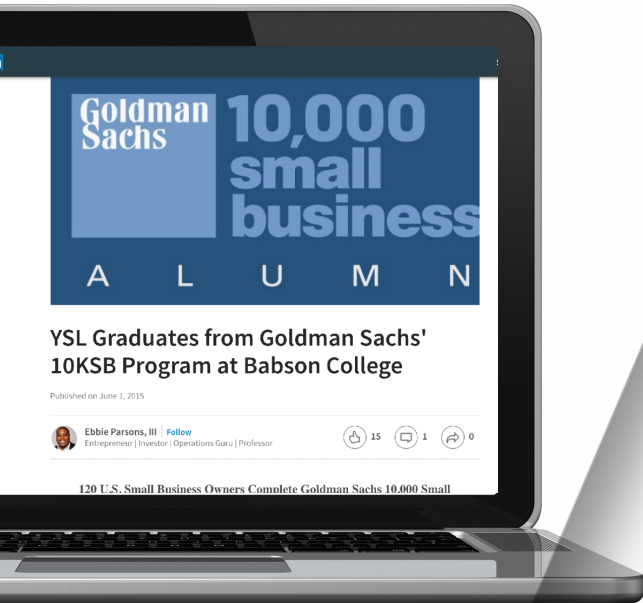 Goldman
Sachs
10,000
small
business
A L U M N
YSL Graduates from Goldman Sachs'
10KSB Program at Babson College
Published on June 1, 2015
Ebbie Parsons, III | Follow
Entrepreneur | Investor | Operations Guru | Professor
15
1
0
120 U.S. Small Business Owners Complete Goldman Sachs 10,000 Small